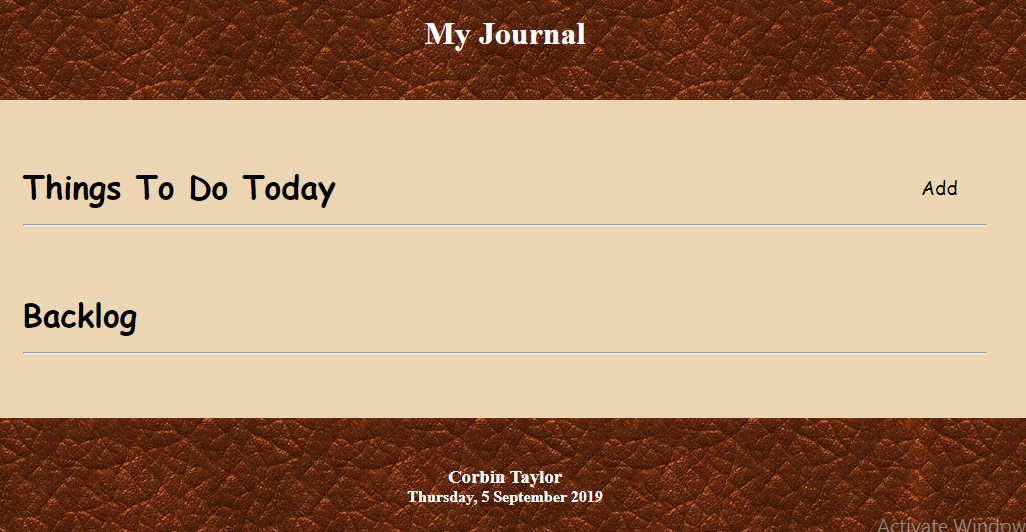 My Journal
Things To Do Today
Add
Backlog
Corbin Taylor
Thursday, 5 September 2019
Activate Window